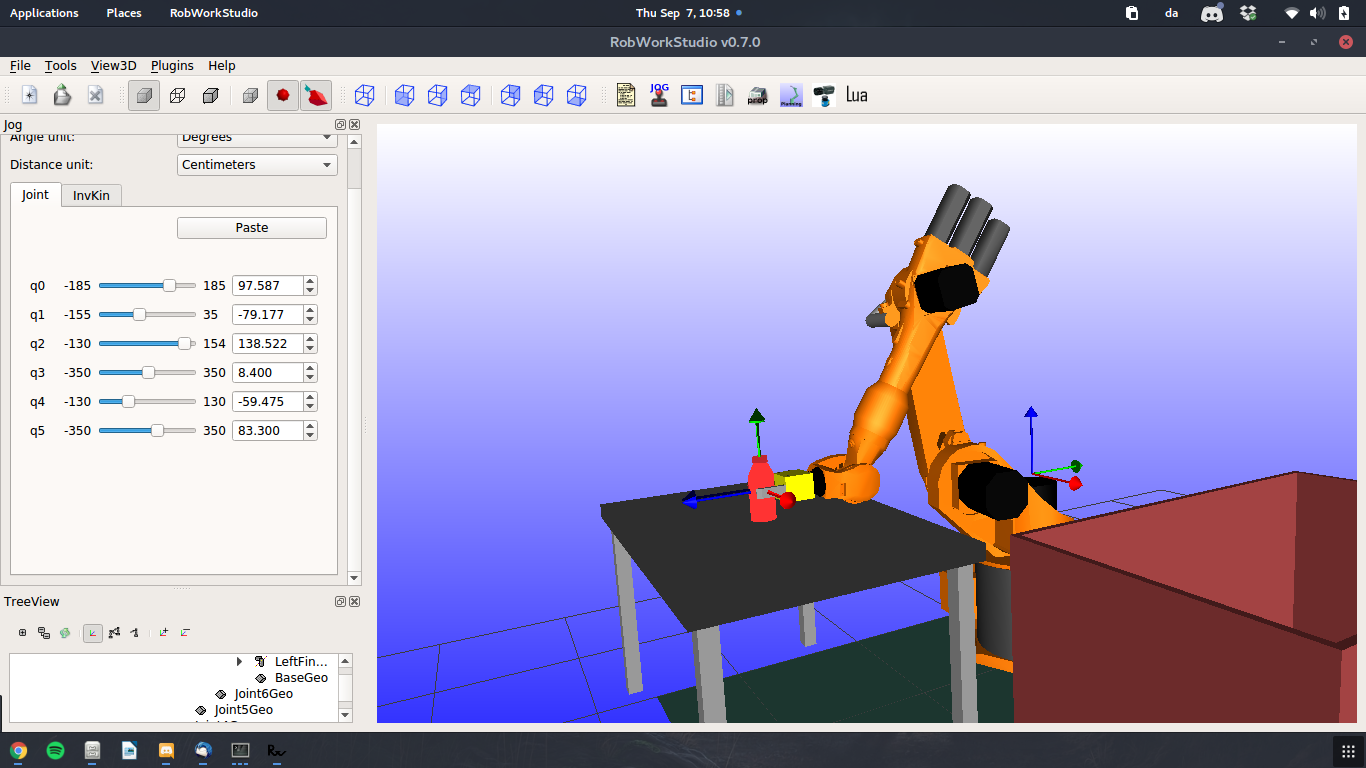 Applications Places RobWorkStudio Thu Sep 7, 10:58 da
RobWorkStudio v0.7.0
File Tools View3D Plugins Help
JOG prop Planning Lua
Jog
Angle unit: Degrees
Distance unit: Centimeters
Joint InvKin
Paste
q0 -185 185 97.587
q1 -155 35 -79.177
q2 -130 154 138.522
q3 -350 350 8.400
q4 -130 130 -59.475
q5 -350 350 83.300
TreeView
LeftFin...
BaseGeo
Joint6Geo
Joint5Geo